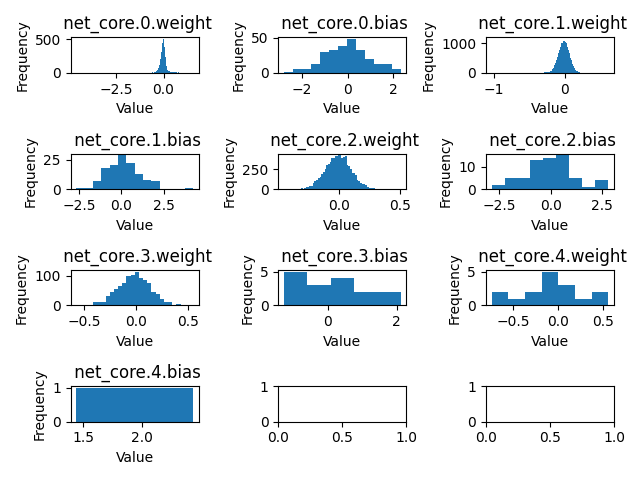 net_core.0.weight net_core.0.bias net_core.1.weight
500 50 1000
0 0 0
Frequency Frequency Frequency
−2.5 0.0 −2 0 2 −1 0
Value Value Value
net_core.1.bias net_core.2.weight net_core.2.bias
25 250 10
0 0 0
Frequency Frequency Frequency
−2.5 0.0 2.5 0.0 0.5 −2.5 0.0 2.5
Value Value Value
net_core.3.weight net_core.3.bias net_core.4.weight
100 5 5
0 0 0
Frequency Frequency Frequency
−0.5 0.0 0.5 0 2 −0.5 0.0 0.5
Value Value Value
net_core.4.bias
1 1 1
0 0 0
Frequency
1.5 2.0 0.0 0.5 1.0 0.0 0.5 1.0
Value